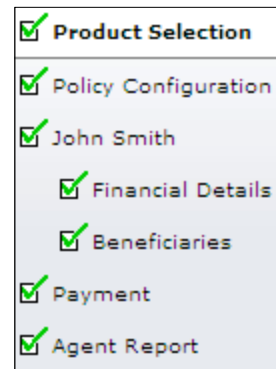 Product Selection
Policy Configuration
John Smith
Financial Details
Beneficiaries
Payment
Agent Report